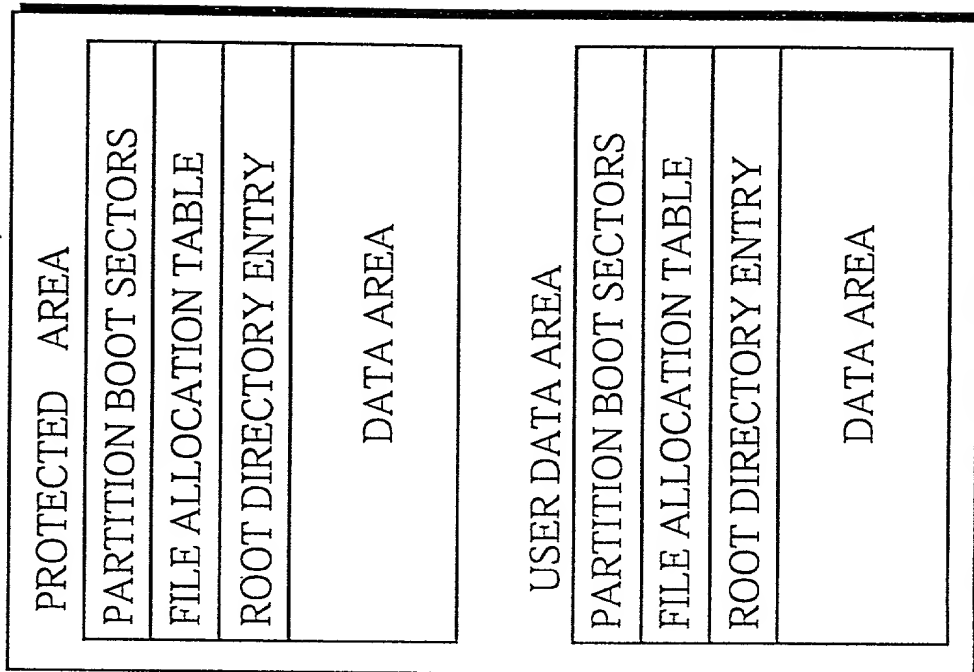 PROTECTED AREA
PARTITION BOOT SECTORS
FILE ALLOCATION TABLE
ROOT DIRECTORY ENTRY
DATA AREA
USER DATA AREA
PARTITION BOOT SECTORS
FILE ALLOCATION TABLE
ROOT DIRECTORY ENTRY
DATA AREA